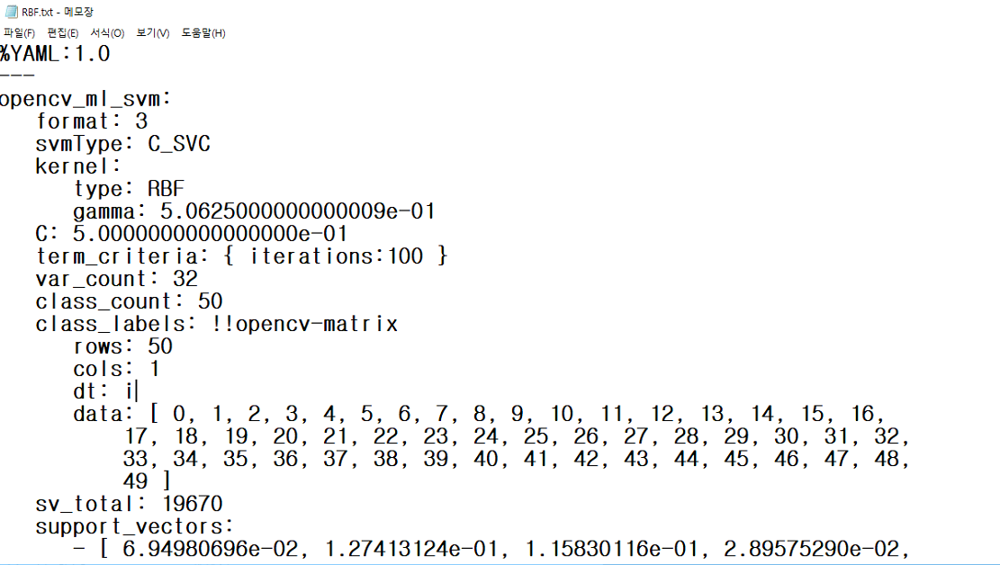 RBF.txt - 메모장
파일(F) 편집(E) 서식(O) 보기(V) 도움말(H)
%YAML:1.0
---
opencv_ml_svm:
   format: 3
   svmType: C_SVC
   kernel:
      type: RBF
      gamma: 5.0625000000000009e-01
   C: 5.0000000000000000e-01
   term_criteria: { iterations:100 }
   var_count: 32
   class_count: 50
   class_labels: !!opencv-matrix
      rows: 50
      cols: 1
      dt: i
      data: [ 0, 1, 2, 3, 4, 5, 6, 7, 8, 9, 10, 11, 12, 13, 14, 15, 16,
          17, 18, 19, 20, 21, 22, 23, 24, 25, 26, 27, 28, 29, 30, 31, 32,
          33, 34, 35, 36, 37, 38, 39, 40, 41, 42, 43, 44, 45, 46, 47, 48,
          49 ]
   sv_total: 19670
   support_vectors:
      - [ 6.94980696e-02, 1.27413124e-01, 1.15830116e-01, 2.89575290e-02,